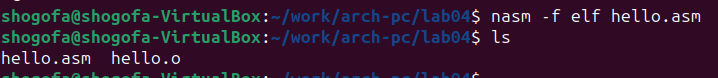 shogofa@shogofa-VirtualBox:~/work/arch-pc/lab04$ nasm -f elf hello.asm
shogofa@shogofa-VirtualBox:~/work/arch-pc/lab04$ ls
hello.asm  hello.o